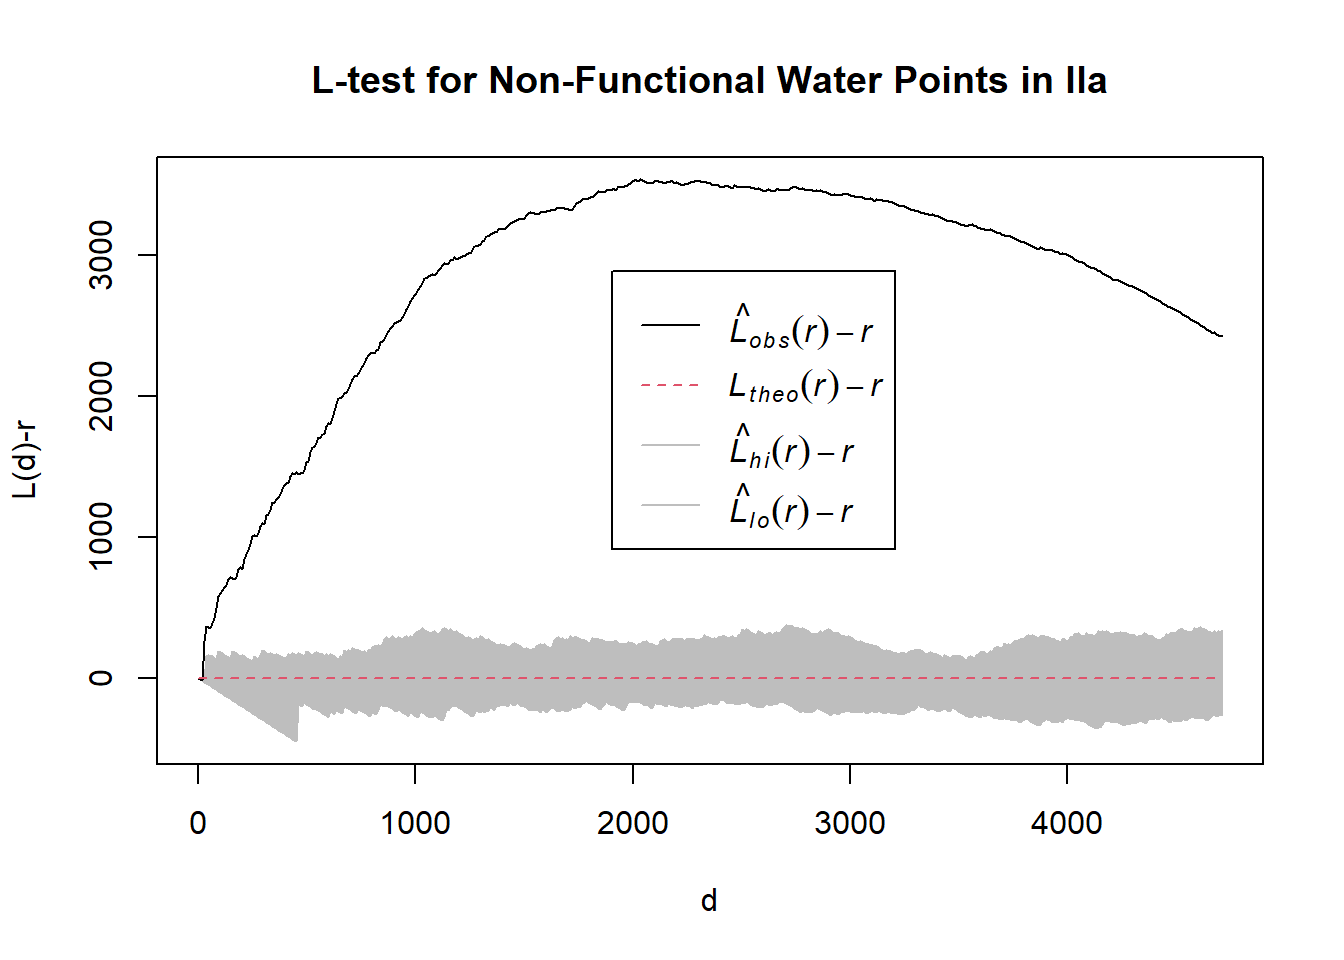 L-test for Non-Functional Water Points in Ila
L(d)-r
3000
2000
1000
0
L̂obs(r) − r
Ltheo(r) − r
L̂hi(r) − r
L̂lo(r) − r
0 1000 2000 3000 4000
d